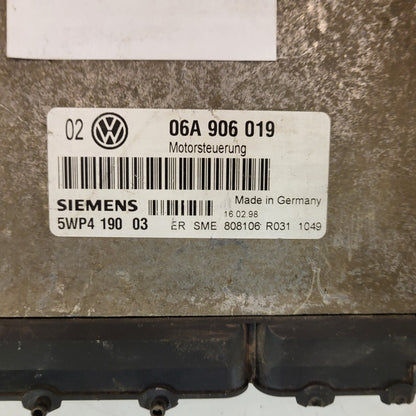 02 VW 06A 906 019
Motorsteuerung
SIEMENS Made in Germany
16.02.98
5WP4 190 03 ER SME 808106 R031 1049